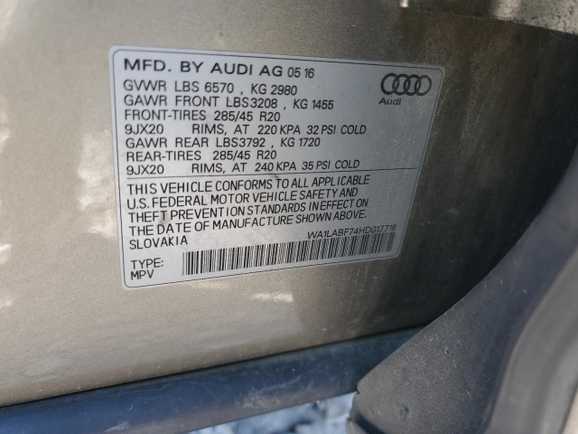 MFD. BY AUDI AG 05 16
GVWR LBS 6570 , KG 2980
GAWR FRONT LBS3208 , KG 1455
FRONT-TIRES 285/45 R20
9JX20 RIMS, AT 220 KPA 32 PSI COLD
GAWR REAR LBS3792 , KG 1720
REAR-TIRES 285/45 R20
9JX20 RIMS, AT 240 KPA 35 PSI COLD
Audi
THIS VEHICLE CONFORMS TO ALL APPLICABLE
U.S. FEDERAL MOTOR VEHICLE SAFETY AND
THEFT PREVENTION STANDARDS IN EFFECT ON
THE DATE OF MANUFACTURE SHOWN ABOVE
SLOVAKIA
TYPE:
MPV